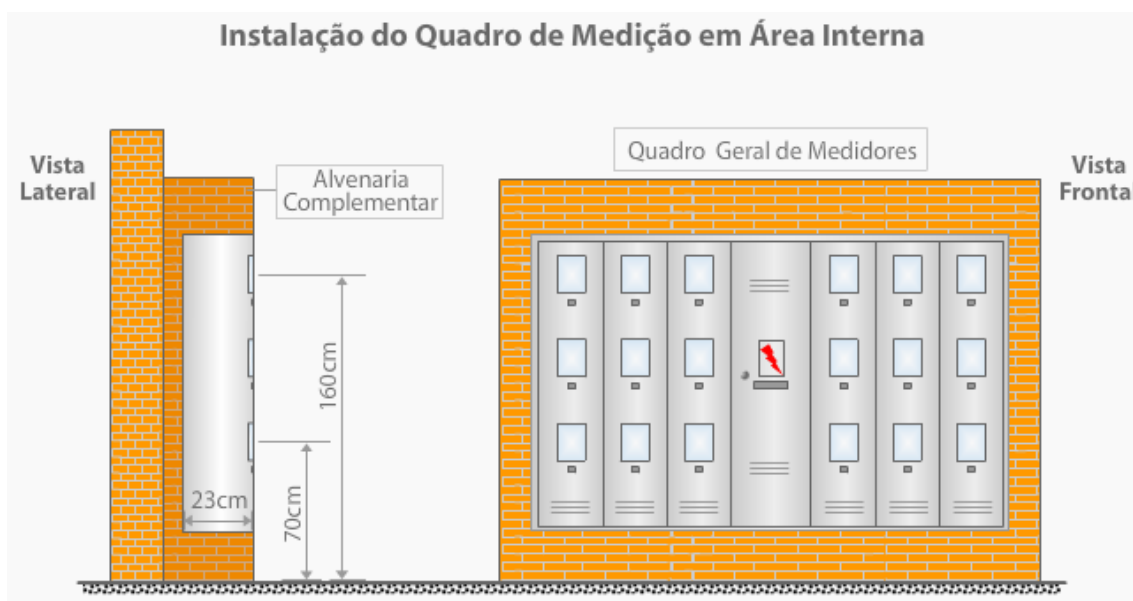 Instalação do Quadro de Medição em Área Interna
Vista
Lateral
Alvenaria
Complementar
Quadro Geral de Medidores
Vista
Frontal
160cm
23cm
70cm